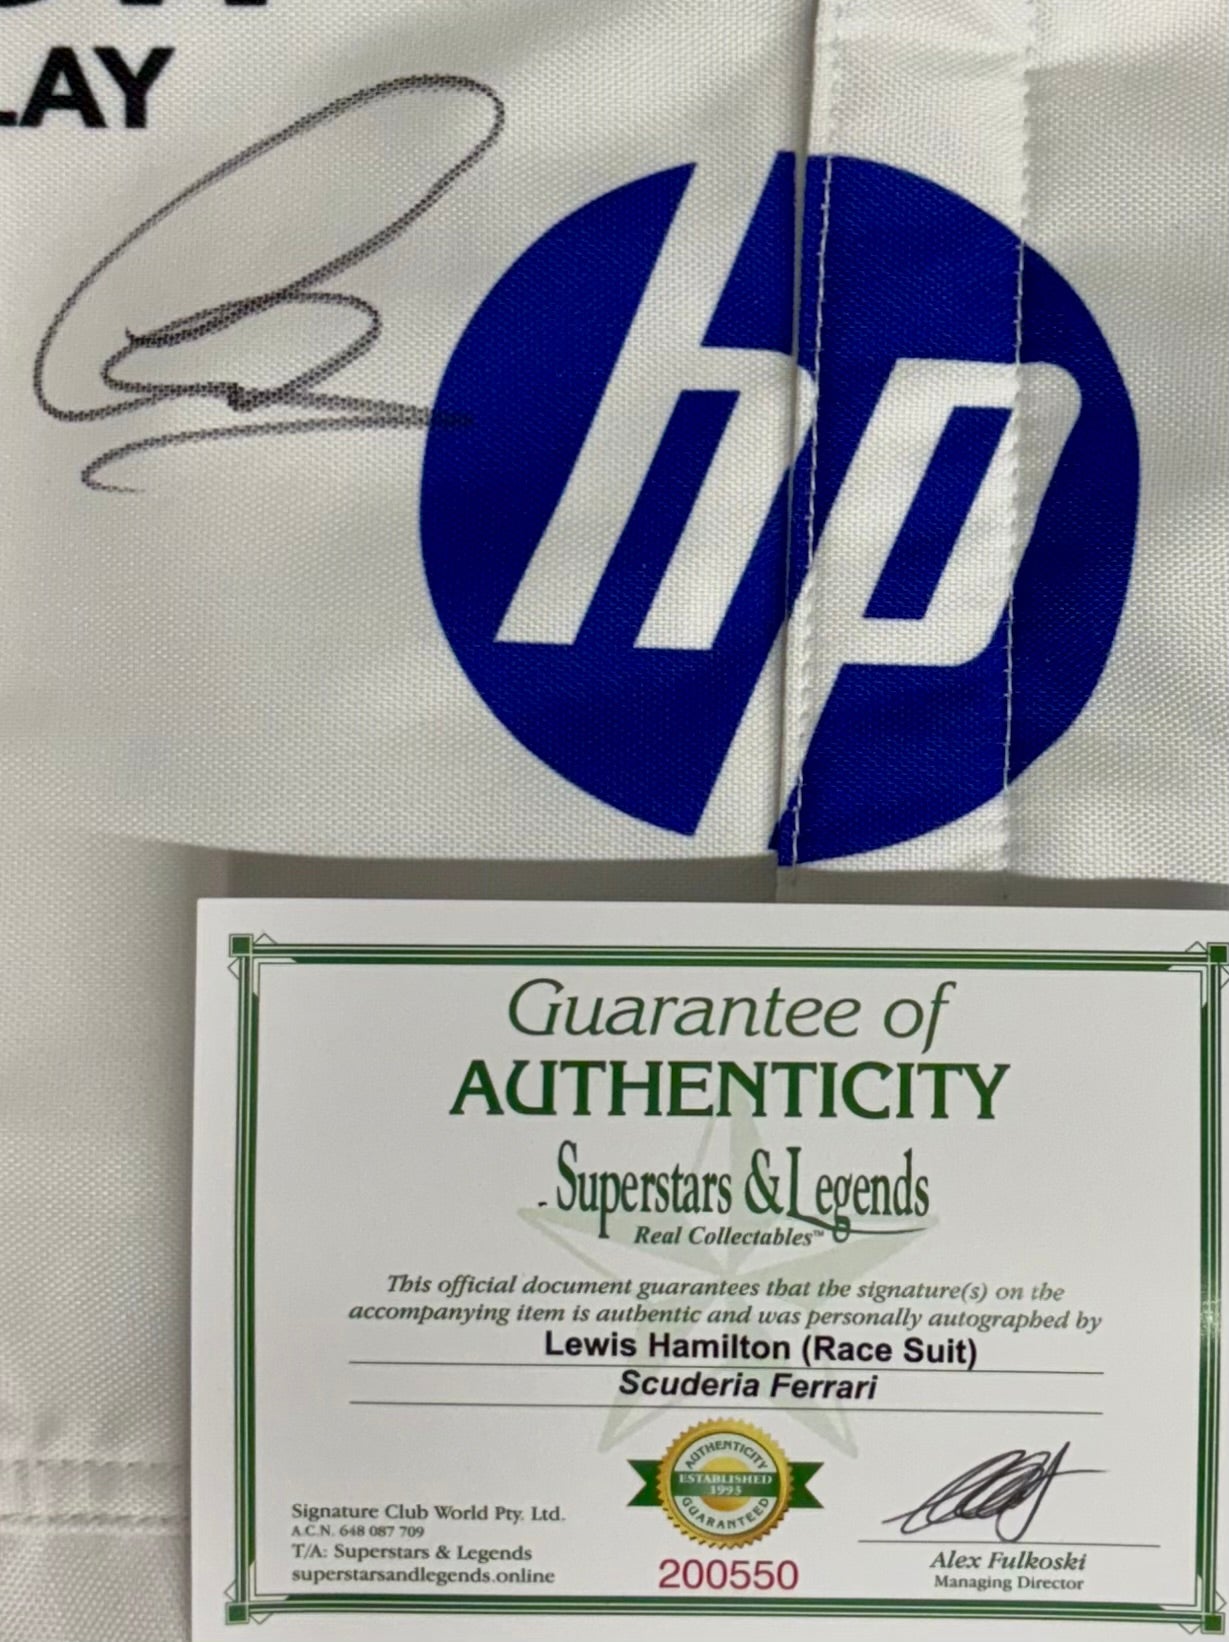 LAY
hp
Guarantee of
AUTHENTICITY
Superstars & Legends
Real Collectables™
This official document guarantees that the signature(s) on the
accompanying item is authentic and was personally autographed by
Lewis Hamilton (Race Suit)
Scuderia Ferrari
AUTHENTICITY
ESTABLISHED
1993
GUARANTEED
200550
Signature Club World Pty. Ltd.
A.C.N. 648 087 709
T/A: Superstars & Legends
superstarsandlegends.online
Alex Fulkoski
Managing Director